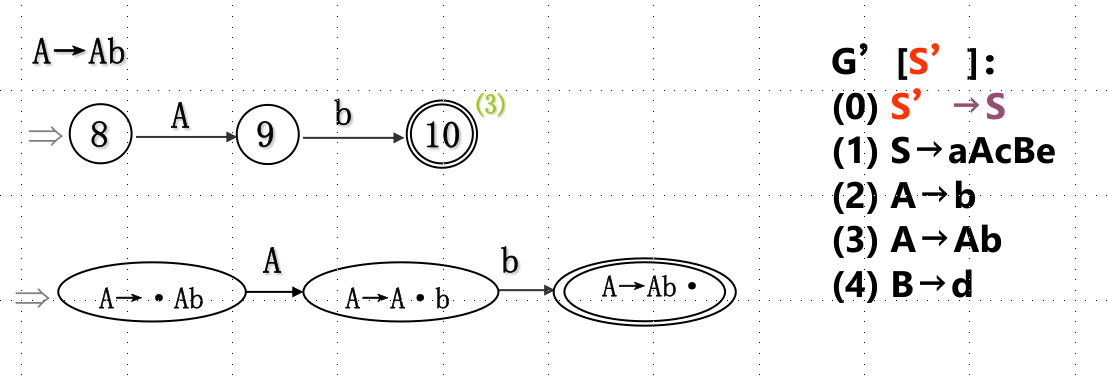 A→Ab
A b (3)
8 9 10
A b
A→·Ab A→A·b A→Ab·
G’ [S’ ]:
(0) S’ →S
(1) S→aAcBe
(2) A→b
(3) A→Ab
(4) B→d